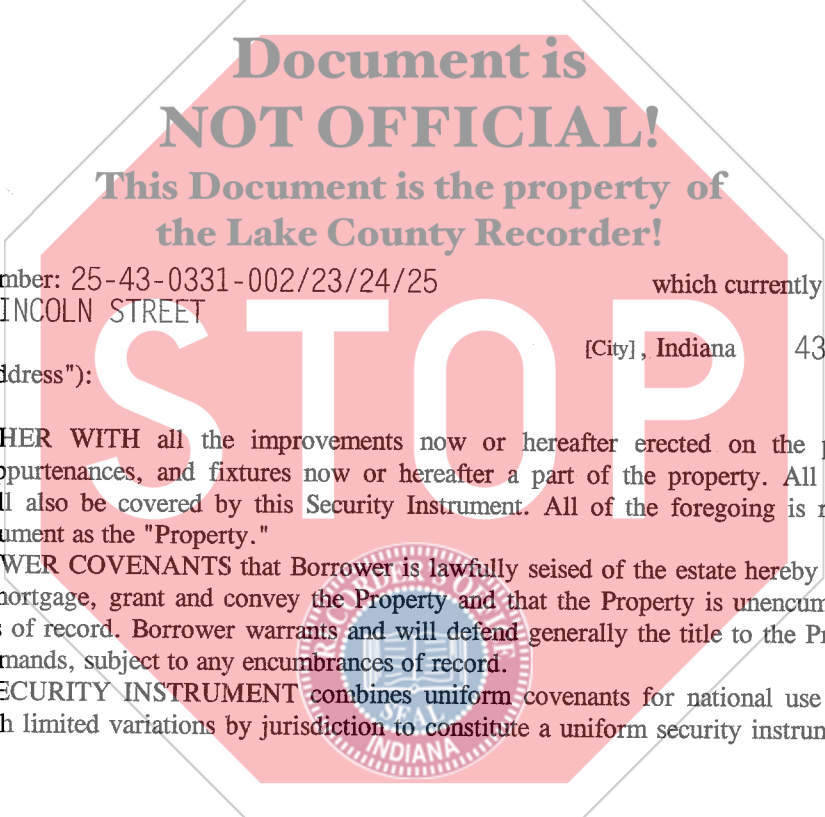 Document is
NOT OFFICIAL!
This Document is the property of
the Lake County Recorder!
mber: 25-43-0331-002/23/24/25 which currently
INCOLN STREET
[City], Indiana 43
ddress"):
STOP
HER WITH all the improvements now or hereafter erected on the p
ppurtenances, and fixtures now or hereafter a part of the property. All
ll also be covered by this Security Instrument. All of the foregoing is r
ument as the "Property."
WER COVENANTS that Borrower is lawfully seised of the estate hereby
mortgage, grant and convey the Property and that the Property is unencum
s of record. Borrower warrants and will defend generally the title to the Pr
mands, subject to any encumbrances of record.
ECURITY INSTRUMENT combines uniform covenants for national use
h limited variations by jurisdiction to constitute a uniform security instrum
SEAL
INDIANA